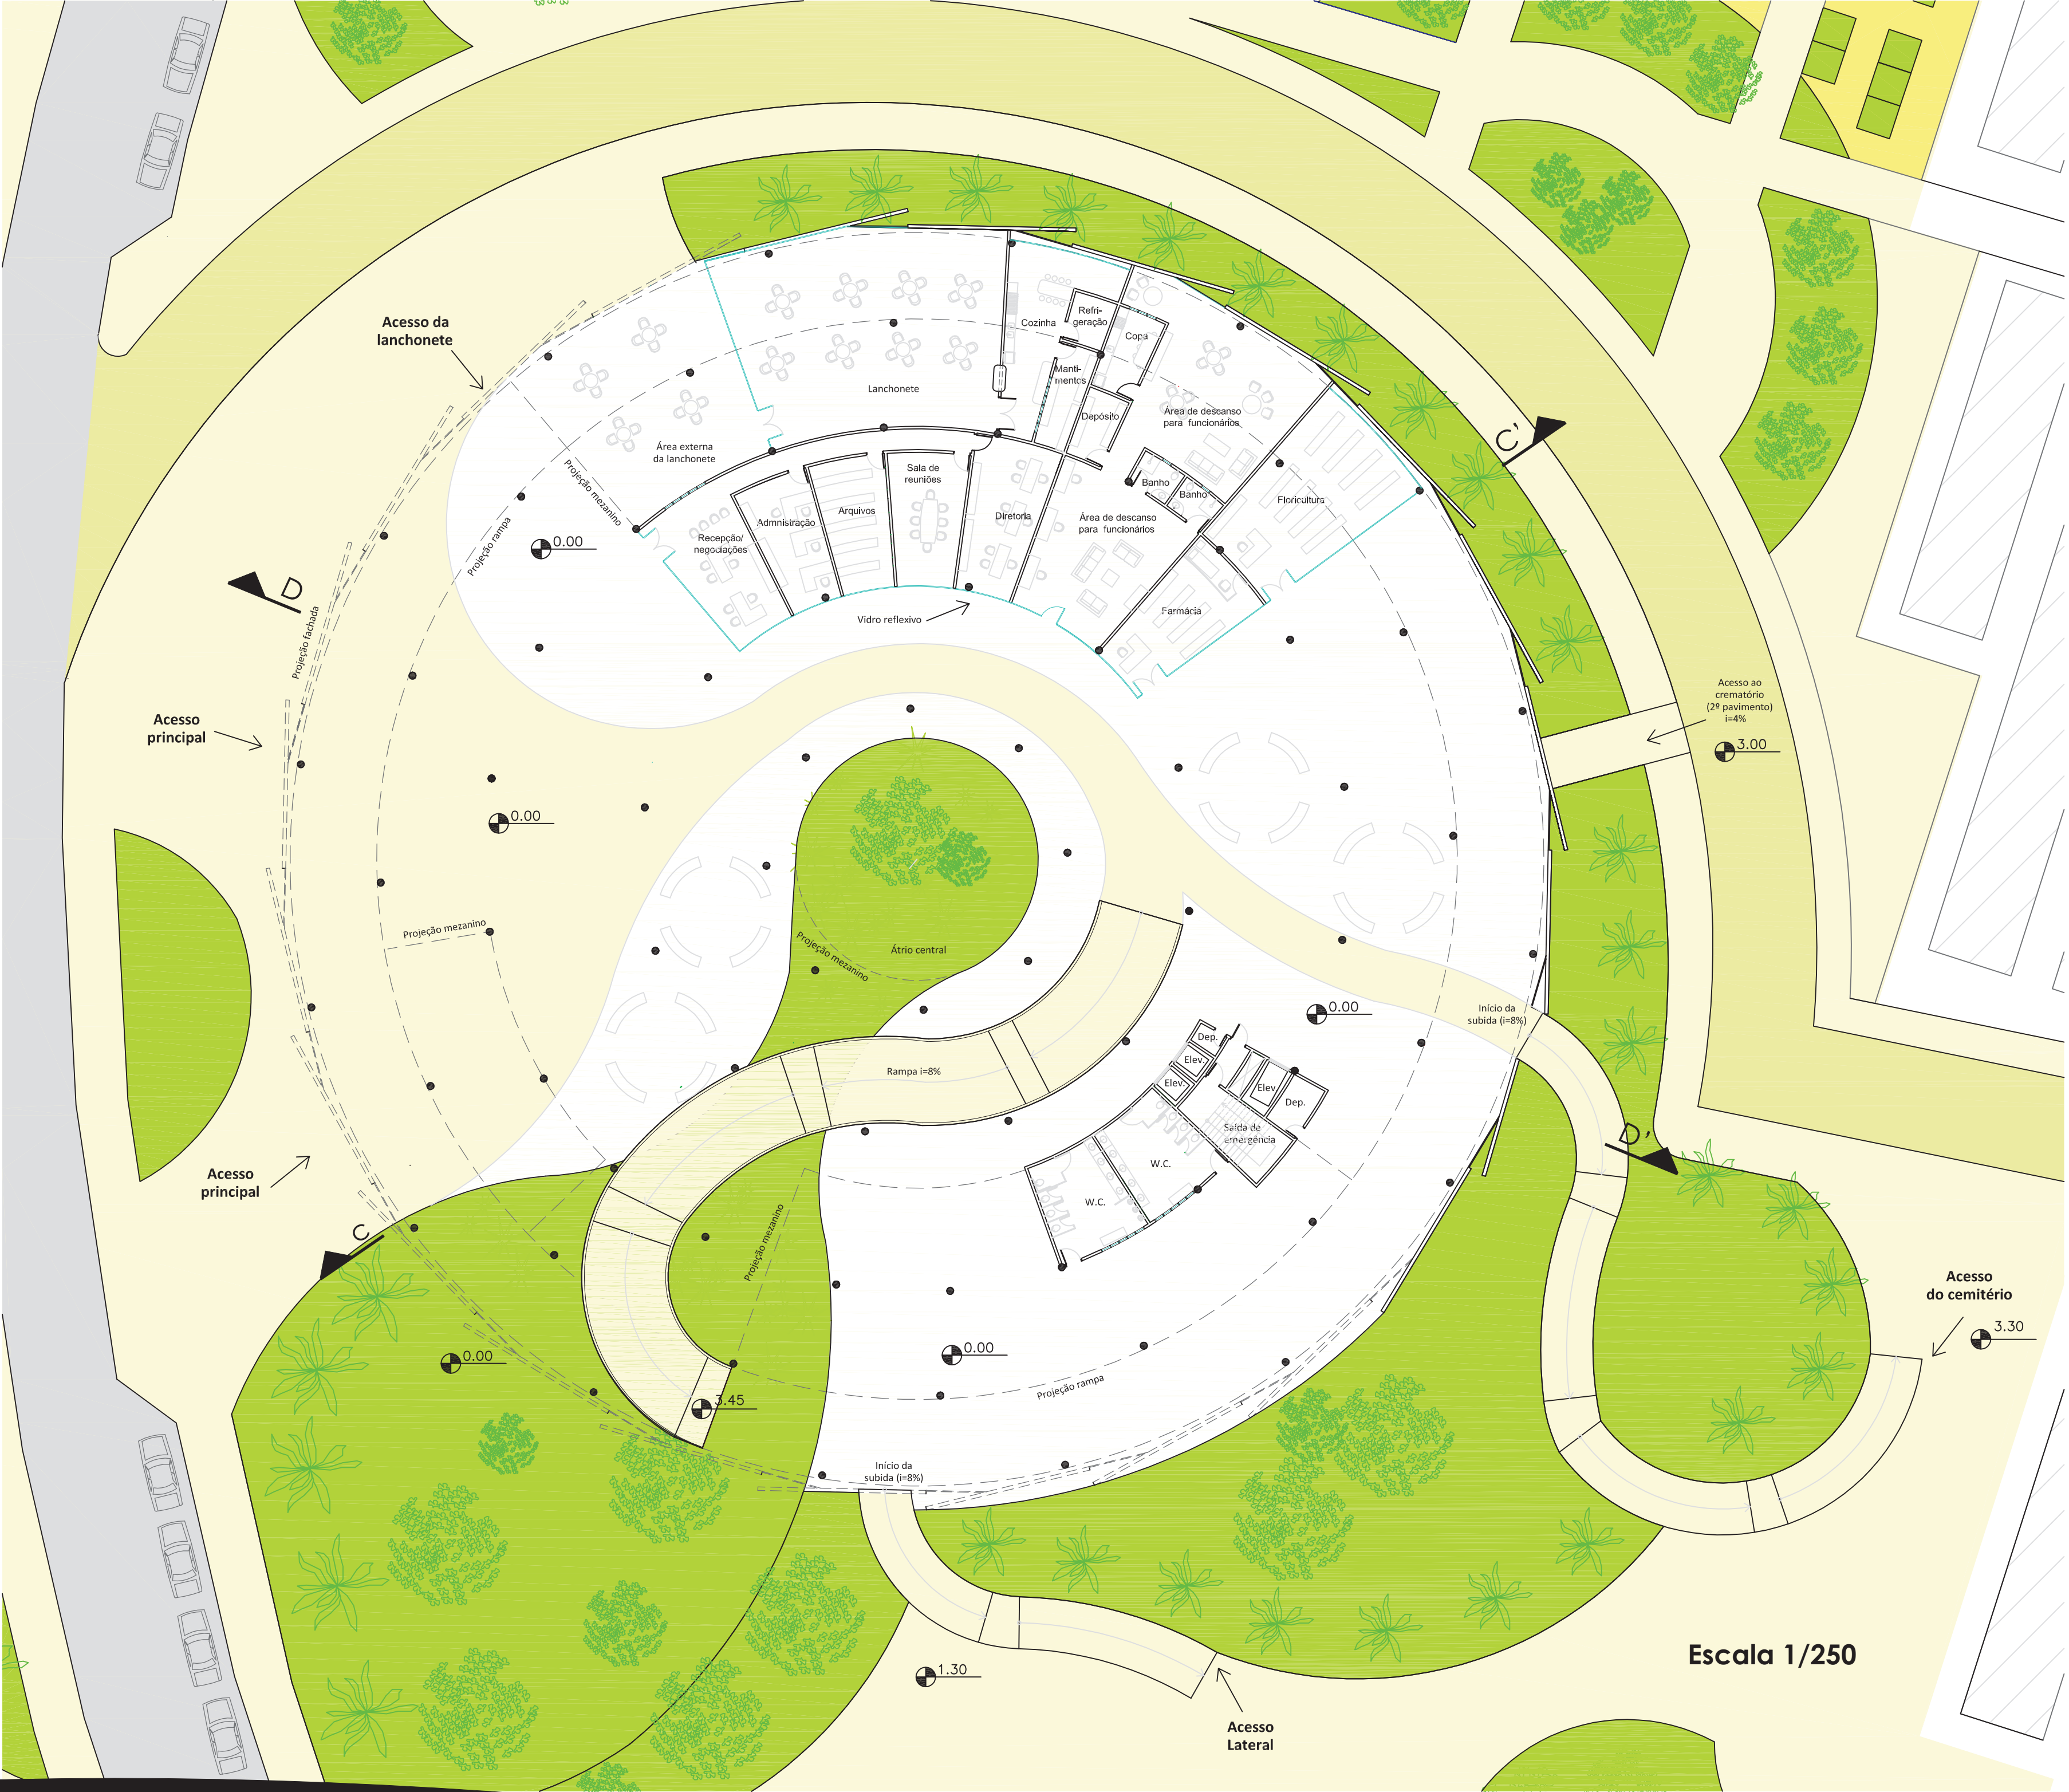 Acesso da
lanchonete
Cozinha
Refri-
geração
Copa
Manti-
mentos
Lanchonete
Depósito
Área de descanso
para funcionários
C'
Área externa
da lanchonete
Projeção mezanino
Sala de
reuniões
Banho
Banho
Floricultura
Arquivos
Admnisiração
Diretoria
Área de descanso
para funcionários
Recepção/
negociações
Projeção rampa
0.00
D
Projeção fachada
Vidro reflexivo
Farmácia
Acesso ao
crematório
(2º pavimento)
i=4%
3.00
Acesso
principal
0.00
Projeção mezanino
Projeção mezanino
Átrio central
0.00
Início da
subida (i=8%)
Dep.
Elev.
Elev.
Elev.
Dep.
Rampa i=8%
Saída de
emergência
D'
W.C.
W.C.
Acesso
principal
C
Projeção mezanino
Acesso
do cemitério
3.30
0.00
0.00
3.45
Projeção rampa
Início da
subida (i=8%)
1.30
Escala 1/250
Acesso
Lateral